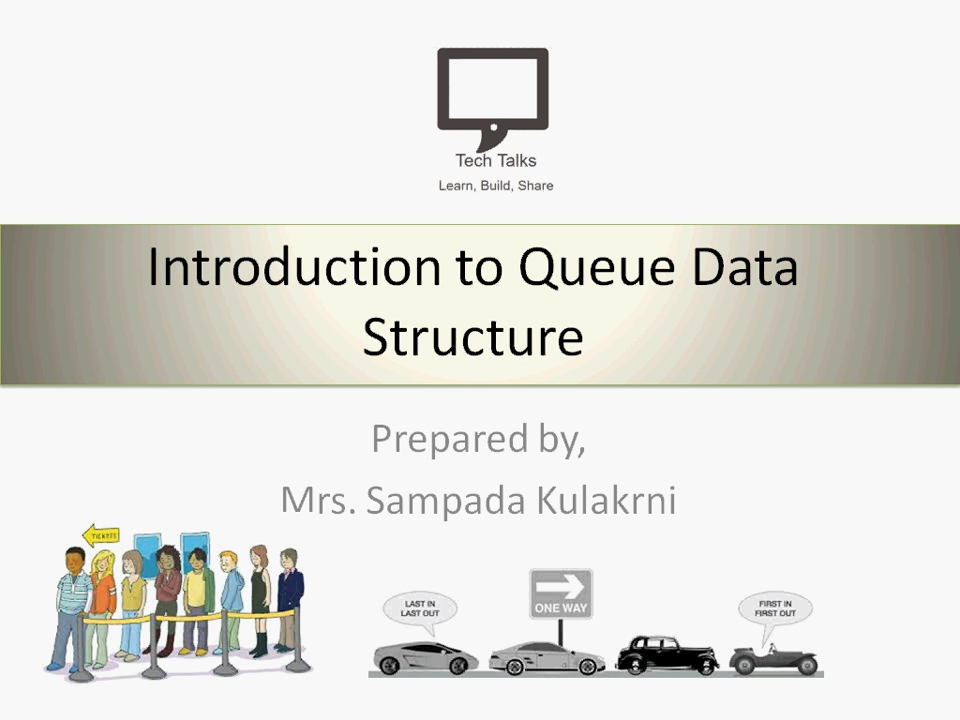 Tech Talks
Learn, Build, Share
Introduction to Queue Data
Structure
Prepared by,
Mrs. Sampada Kulakrni
TICKETS
LAST IN
LAST OUT
ONE WAY
FIRST IN
FIRST OUT